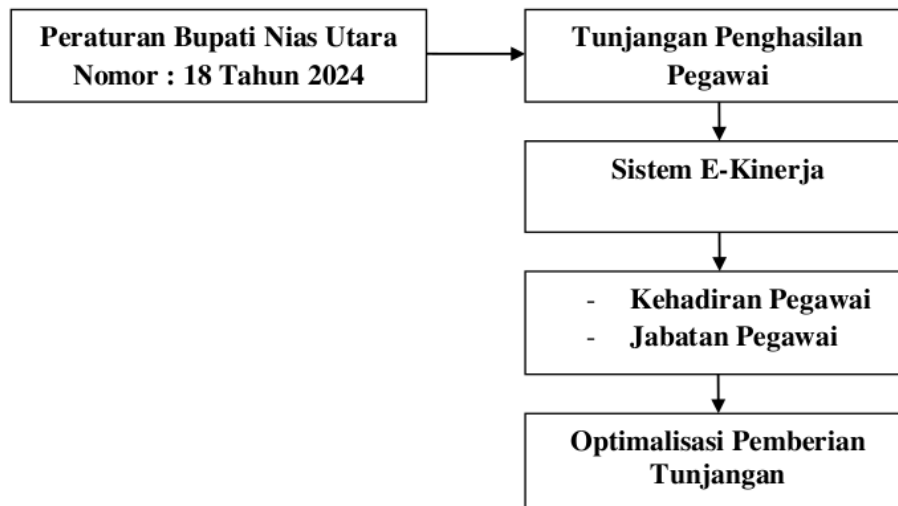 Peraturan Bupati Nias Utara
Nomor : 18 Tahun 2024
Tunjangan Penghasilan
Pegawai
Sistem E-Kinerja
- Kehadiran Pegawai
- Jabatan Pegawai
Optimalisasi Pemberian
Tunjangan